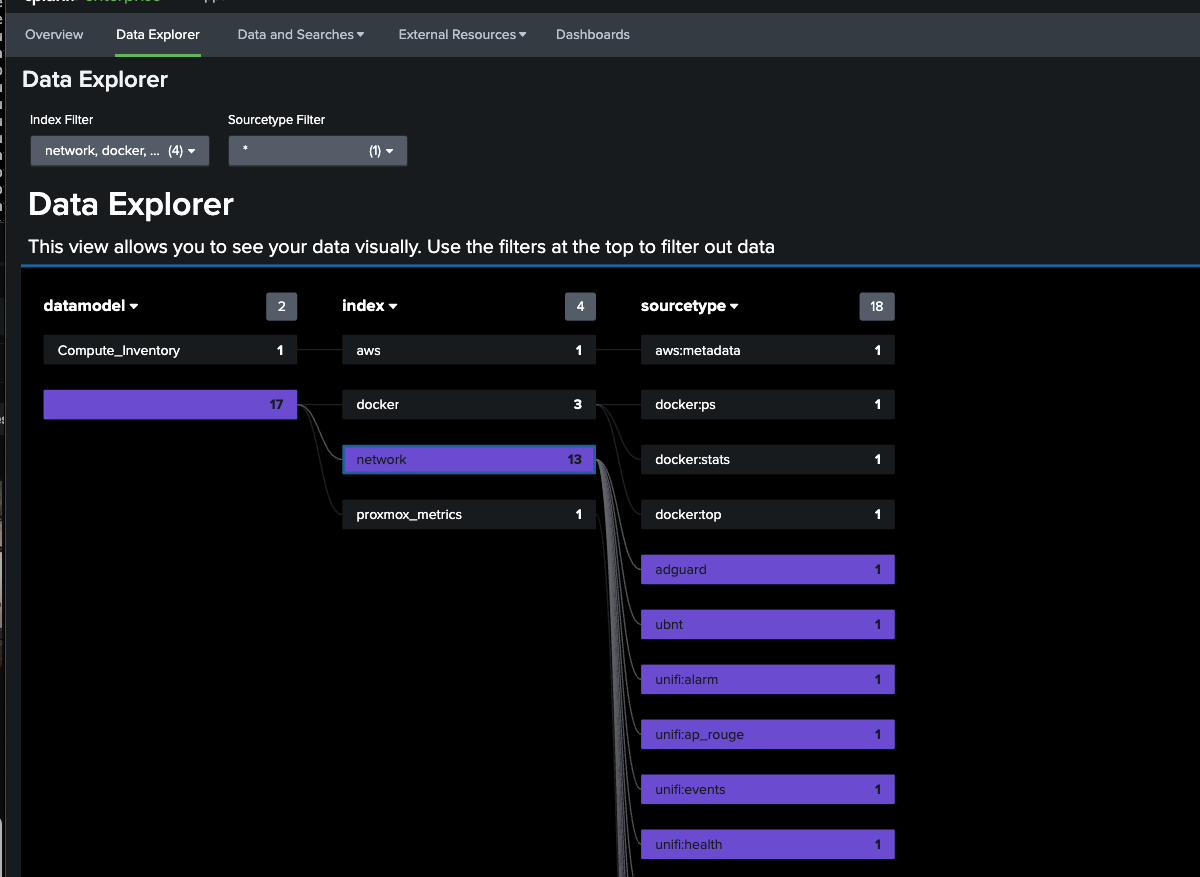 Overview Data Explorer Data and Searches External Resources Dashboards
Data Explorer
Index Filter Sourcetype Filter
network, docker, ... (4) * (1)
Data Explorer
This view allows you to see your data visually. Use the filters at the top to filter out data
datamodel 2 index 4 sourcetype 18
Compute_Inventory 1 aws 1 aws:metadata 1
17 docker 3 docker:ps 1
network 13 docker:stats 1
proxmox_metrics 1 docker:top 1
adguard 1
ubnt 1
unifi:alarm 1
unifi:ap_rouge 1
unifi:events 1
unifi:health 1